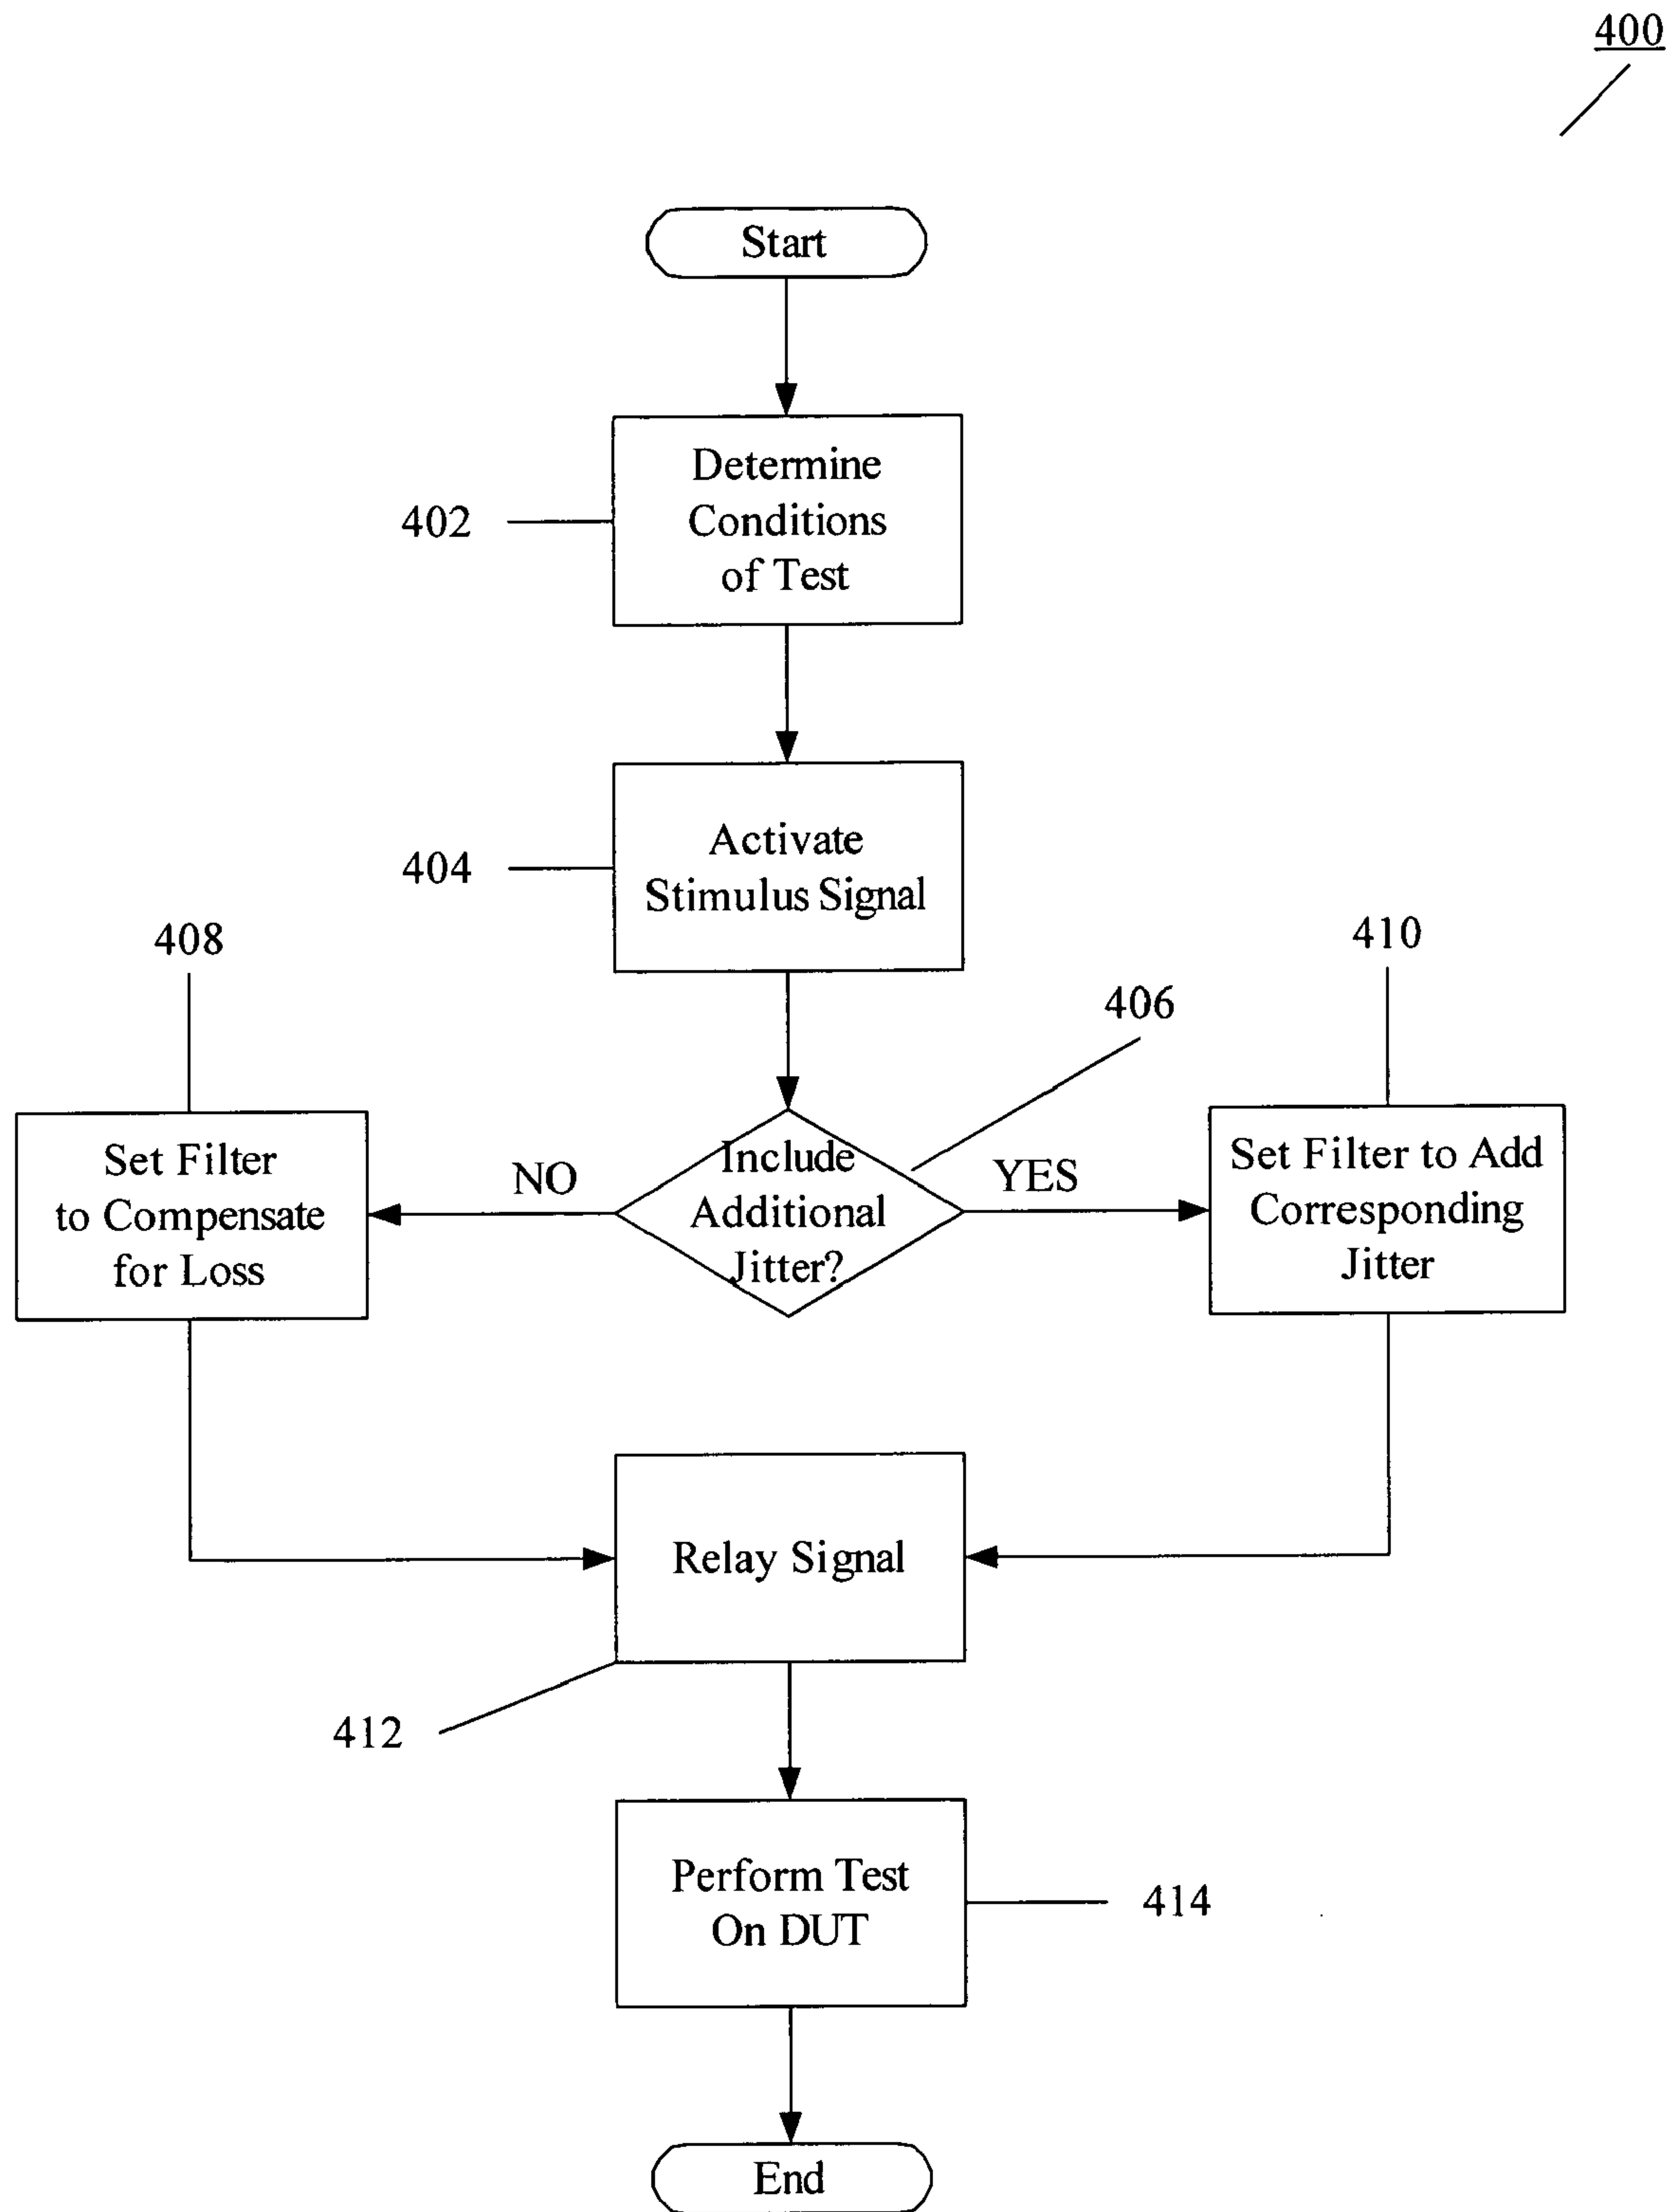 400
Start
Determine
Conditions
of Test
402
Activate
Stimulus Signal
404
408
410
406
Set Filter
to Compensate
for Loss
NO
Include
Additional
Jitter?
YES
Set Filter to Add
Corresponding
Jitter
Relay Signal
412
Perform Test
On DUT
414
End